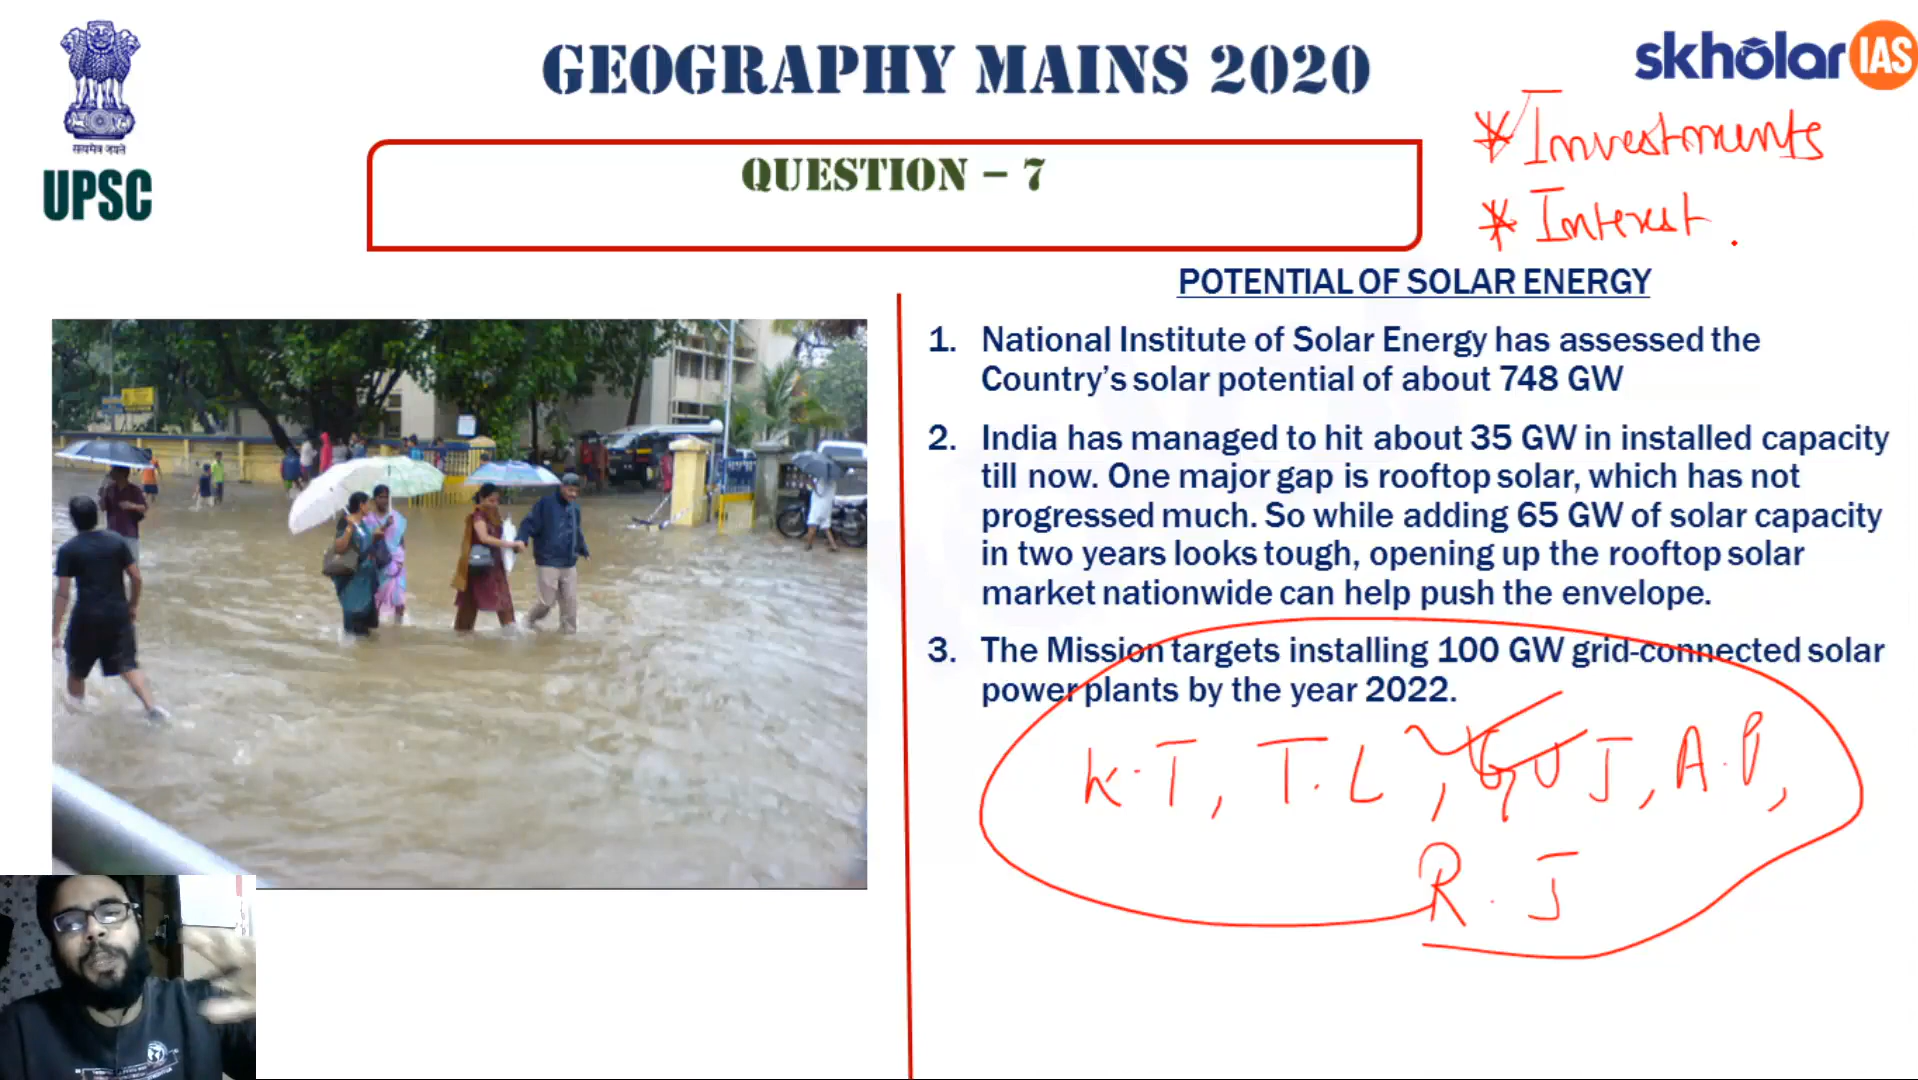 GEOGRAPHY MAINS 2020
skholar IAS
सत्यमेव जयते
UPSC
QUESTION – 7
* Investments
* Interest .
POTENTIAL OF SOLAR ENERGY
1. National Institute of Solar Energy has assessed the
Country's solar potential of about 748 GW
2. India has managed to hit about 35 GW in installed capacity
till now. One major gap is rooftop solar, which has not
progressed much. So while adding 65 GW of solar capacity
in two years looks tough, opening up the rooftop solar
market nationwide can help push the envelope.
3. The Mission targets installing 100 GW grid-connected solar
power plants by the year 2022.
K.T, T.L, GUJ, A.P,
R.J